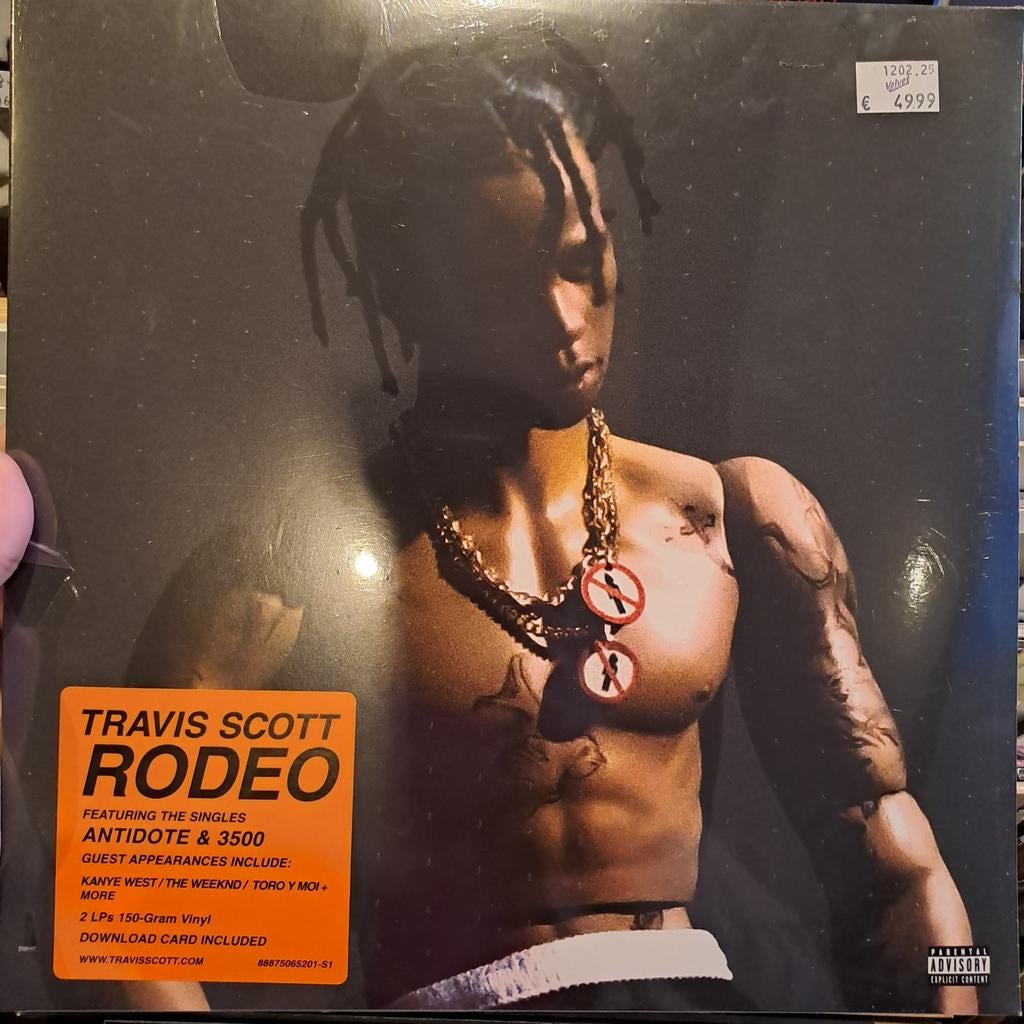 1202.25
Velvet
€ 49.99
TRAVIS SCOTT
RODEO
FEATURING THE SINGLES
ANTIDOTE & 3500
GUEST APPEARANCES INCLUDE:
KANYE WEST / THE WEEKND / TORO Y MOI +
MORE
2 LPs 150-Gram Vinyl
DOWNLOAD CARD INCLUDED
WWW.TRAVISSCOTT.COM 88875065201-S1
PARENTAL
ADVISORY
EXPLICIT CONTENT